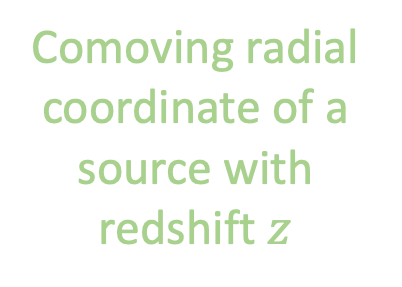 Comoving radial
coordinate of a
source with
redshift z